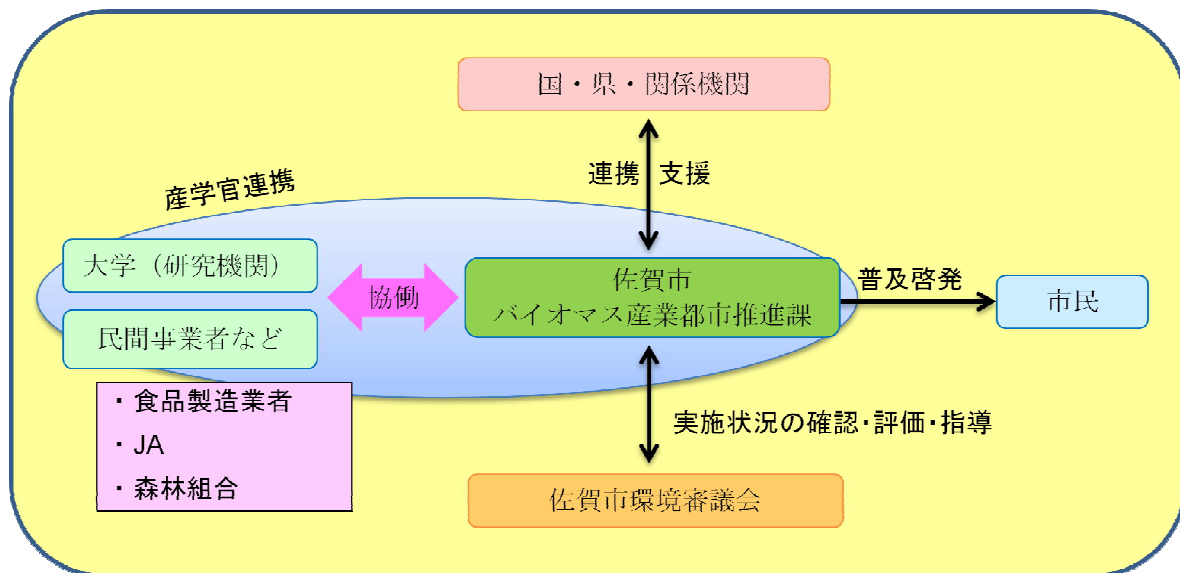 国・県・関係機関
連携 支援
産学官連携
大学（研究機関）
協働
佐賀市
バイオマス産業都市推進課
普及啓発
市民
民間事業者など
・食品製造業者
・JA
・森林組合
実施状況の確認・評価・指導
佐賀市環境審議会